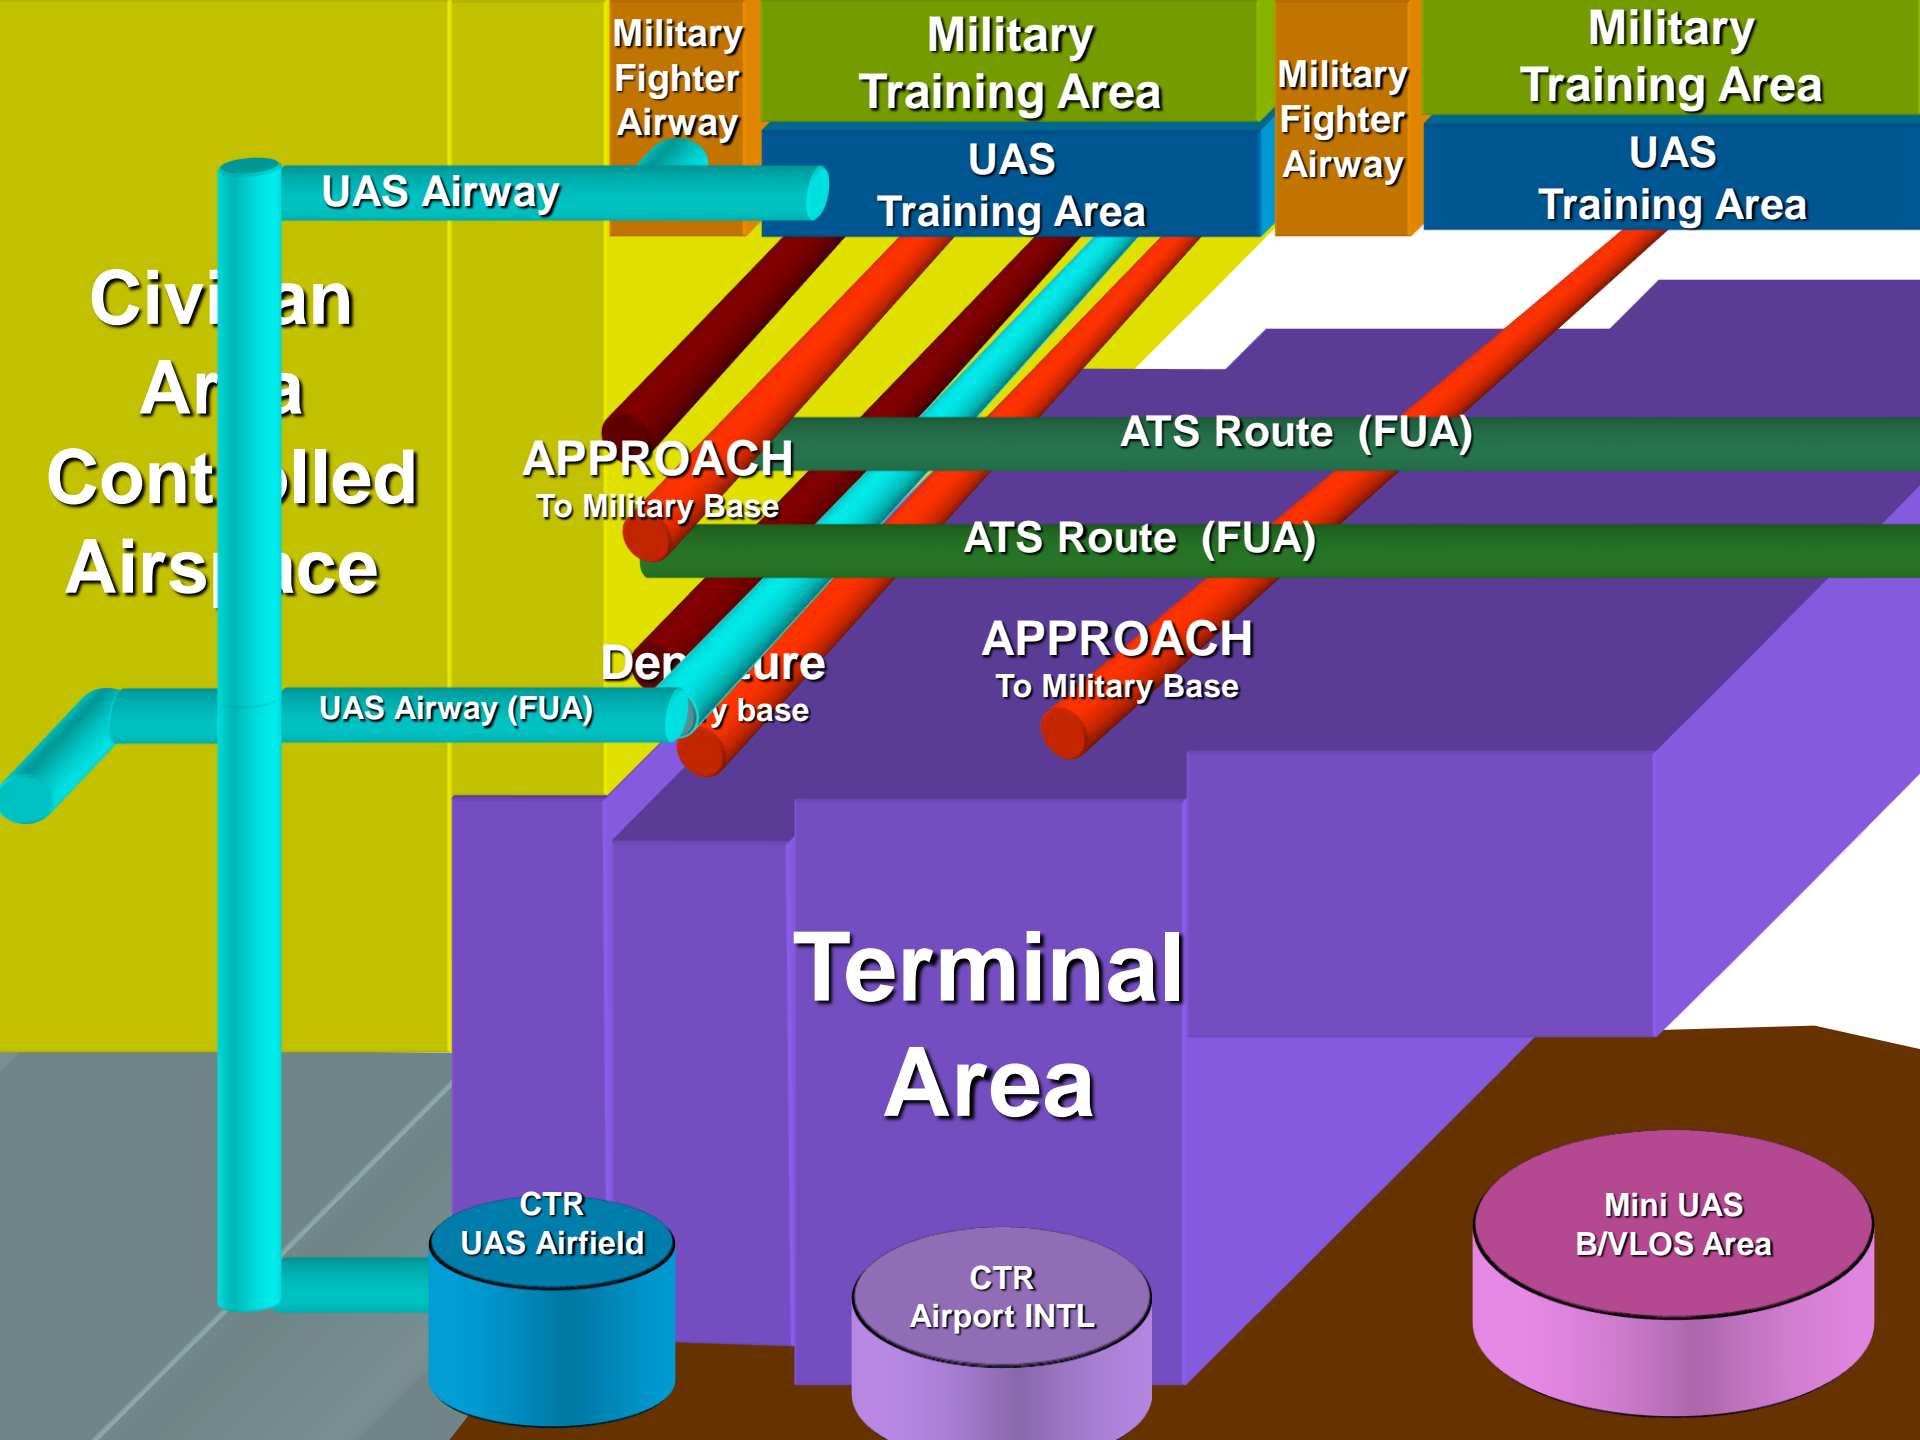 Military
Fighter
Airway
Military
Training Area
UAS
Training Area
Military
Fighter
Airway
Military
Training Area
UAS
Training Area
UAS Airway
Controlled
ATS Route (FUA)
APPROACH
To Military Base
ATS Route (FUA)
APPROACH
To Military Base
UAS Airway (FUA)
base
Terminal
Area
CTR
UAS Airfield
CTR
Airport INTL
Mini UAS
B/VLOS Area